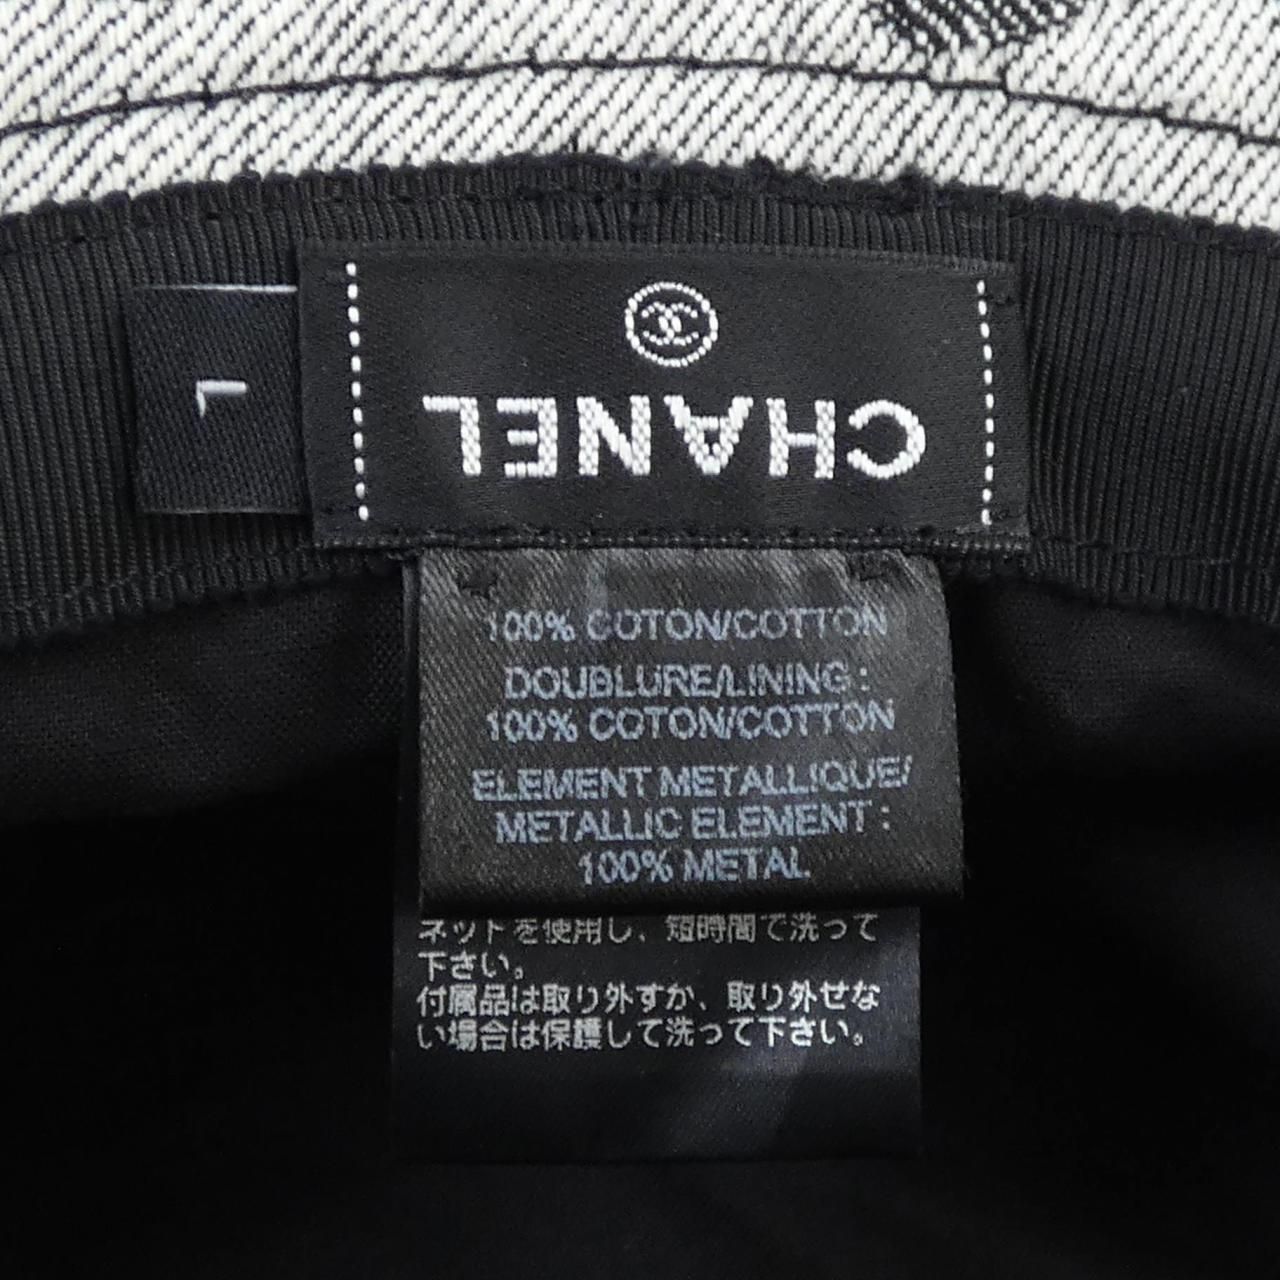 L
CHANEL
100% COTON/COTTON
DOUBLURE/LINING :
100% COTON/COTTON
ELEMENT METALLIQUE/
METALLIC ELEMENT :
100% METAL
ネットを使用し、短時間で洗って
下さい。
付属品は取り外すか、取り外せな
い場合は保護して洗って下さい。